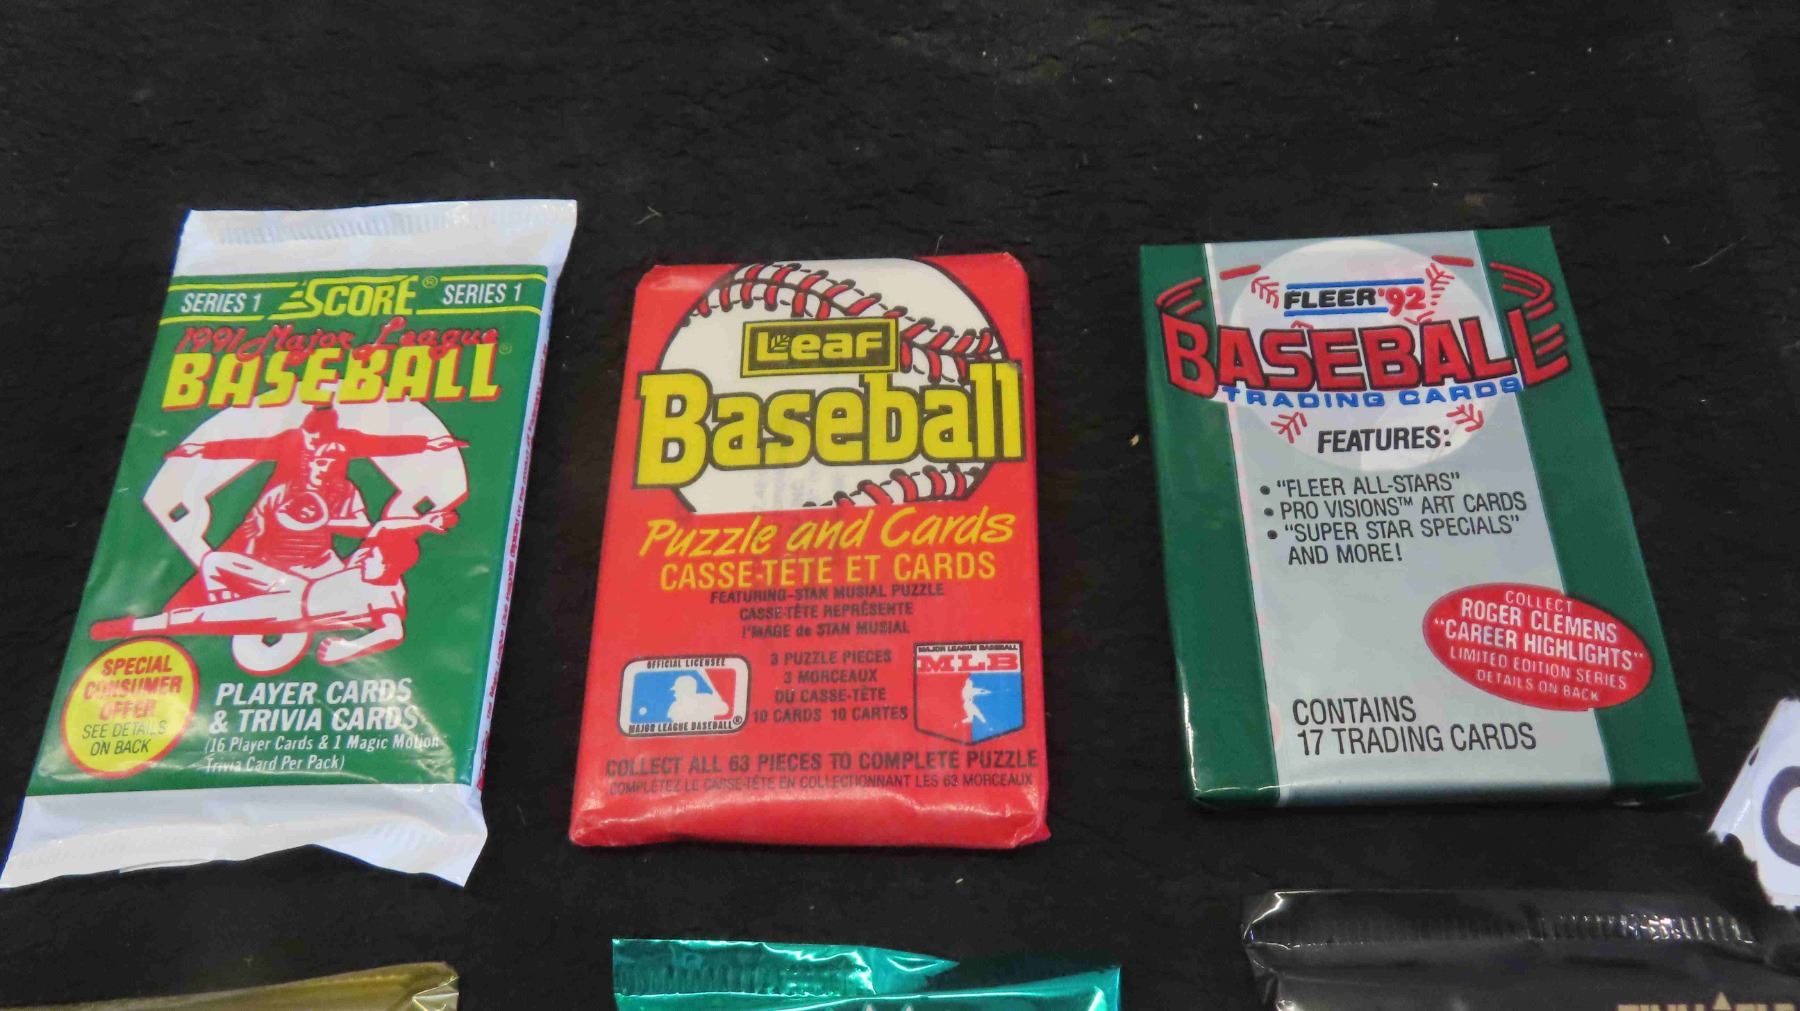 SERIES 1 SCORE® SERIES 1
1991 Major League
BASEBALL®
SPECIAL
CONSUMER
OFFER
SEE DETAILS
ON BACK
PLAYER CARDS
& TRIVIA CARDS
(16 Player Cards & 1 Magic Motion
Trivia Card Per Pack)
Leaf
Baseball
Puzzle and Cards
CASSE-TÊTE ET CARDS
FEATURING-STAN MUSIAL PUZZLE
CASSE-TÊTE REPRÉSENTE
l'IMAGE de STAN MUSIAL
OFFICIAL LICENSEE
MAJOR LEAGUE BASEBALL®
3 PUZZLE PIECES
3 MORCEAUX
DU CASSE-TÊTE
10 CARDS 10 CARTES
MAJOR LEAGUE BASEBALL
MLB
COLLECT ALL 63 PIECES TO COMPLETE PUZZLE
COMPLÉTEZ LE CASSE-TÊTE EN COLLECTIONNANT LES 63 MORCEAUX
FLEER '92
BASEBALL
TRADING CARDS
FEATURES:
• "FLEER ALL-STARS"
• PRO VISIONS™ ART CARDS
• "SUPER STAR SPECIALS"
AND MORE!
COLLECT
ROGER CLEMENS
"CAREER HIGHLIGHTS"
LIMITED EDITION SERIES
DETAILS ON BACK
CONTAINS
17 TRADING CARDS